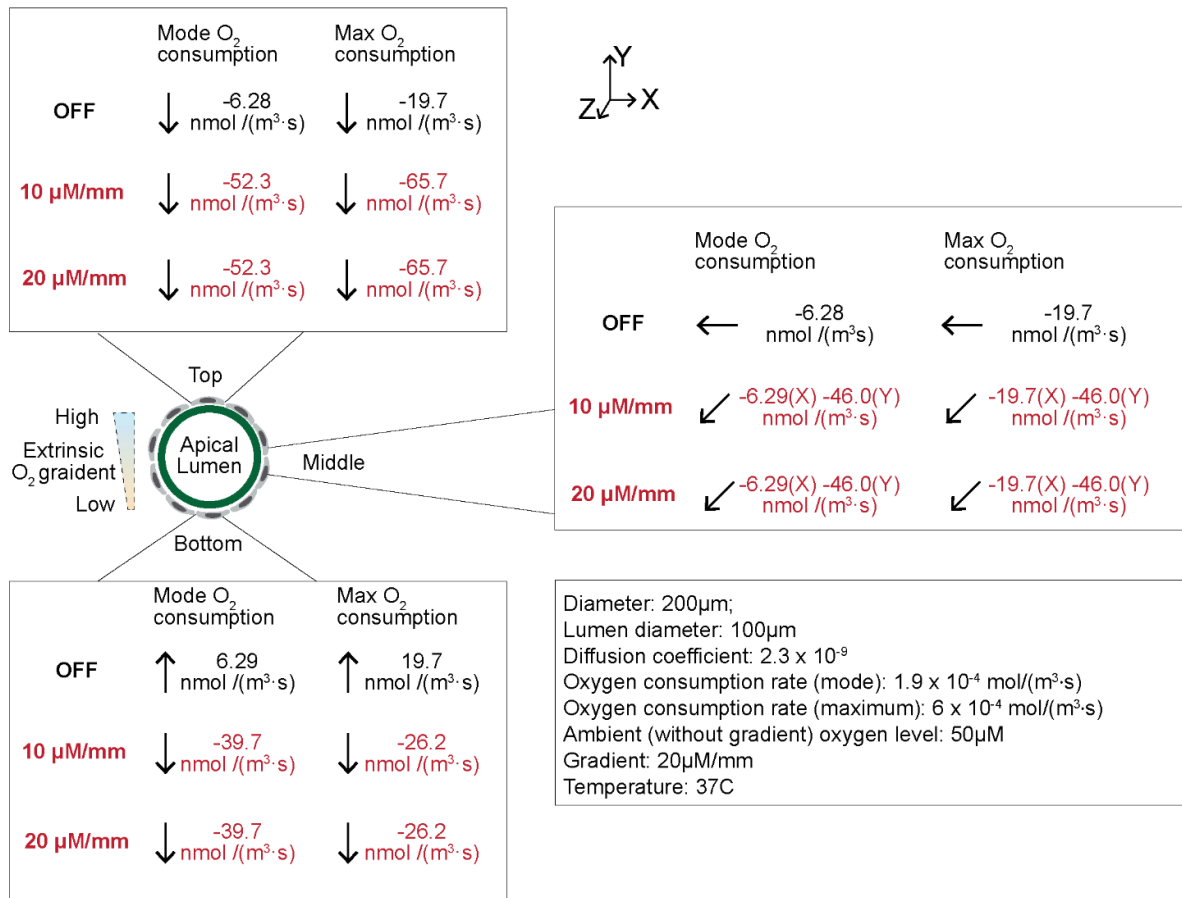 Mode O₂ consumption
Max O₂ consumption
OFF
-6.28 nmol /(m³·s)
-19.7 nmol /(m³·s)
10 µM/mm
-52.3 nmol /(m³·s)
-65.7 nmol /(m³·s)
20 µM/mm
-52.3 nmol /(m³·s)
-65.7 nmol /(m³·s)
Y
Z
X
Mode O₂ consumption
Max O₂ consumption
OFF
-6.28 nmol /(m³s)
-19.7 nmol /(m³·s)
10 µM/mm
-6.29(X) -46.0(Y) nmol /(m³·s)
-19.7(X) -46.0(Y) nmol /(m³·s)
20 µM/mm
-6.29(X) -46.0(Y) nmol /(m³·s)
-19.7(X) -46.0(Y) nmol /(m³·s)
Top
High
Extrinsic
O₂ graident
Low
Apical
Lumen
Middle
Bottom
Mode O₂ consumption
Max O₂ consumption
OFF
6.29 nmol /(m³·s)
19.7 nmol /(m³·s)
10 µM/mm
-39.7 nmol /(m³·s)
-26.2 nmol /(m³·s)
20 µM/mm
-39.7 nmol /(m³·s)
-26.2 nmol /(m³·s)
Diameter: 200µm;
Lumen diameter: 100µm
Diffusion coefficient: 2.3 x 10⁻⁹
Oxygen consumption rate (mode): 1.9 x 10⁻⁴ mol/(m³·s)
Oxygen consumption rate (maximum): 6 x 10⁻⁴ mol/(m³·s)
Ambient (without gradient) oxygen level: 50µM
Gradient: 20µM/mm
Temperature: 37C